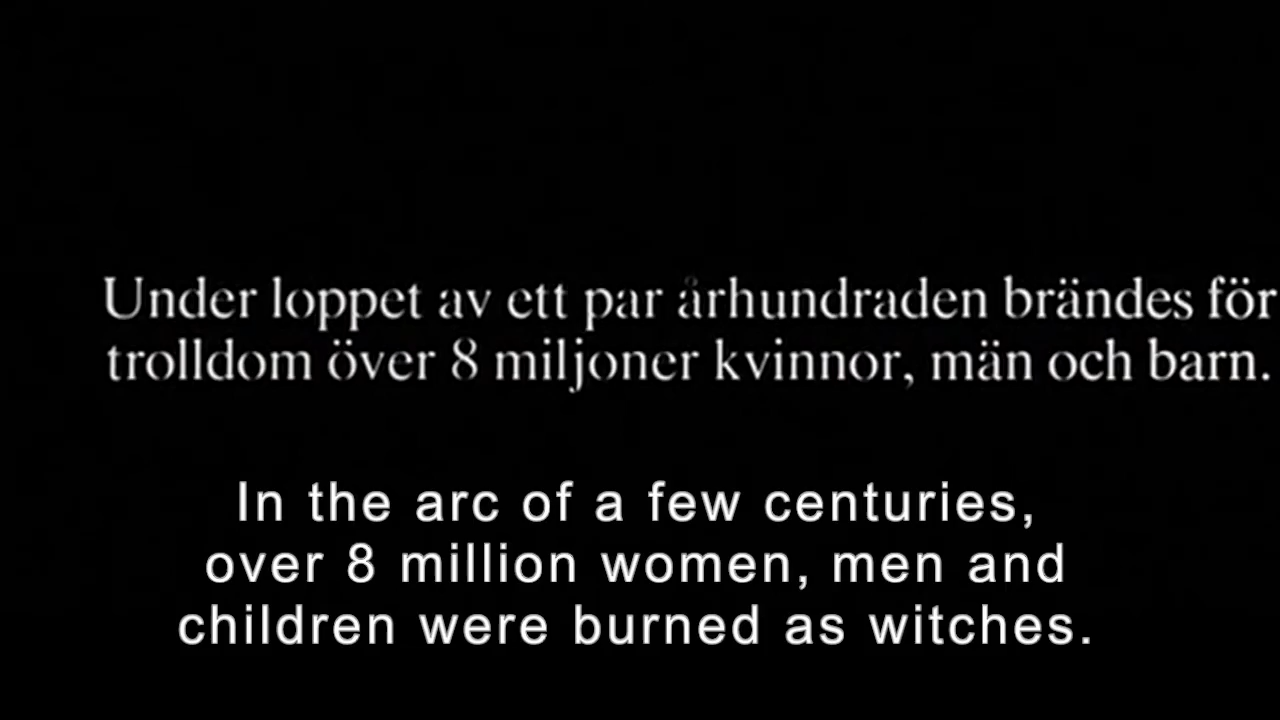 Under loppet av ett par århundraden brändes för
trolldom över 8 miljoner kvinnor, män och barn.
In the arc of a few centuries,
over 8 million women, men and
children were burned as witches.